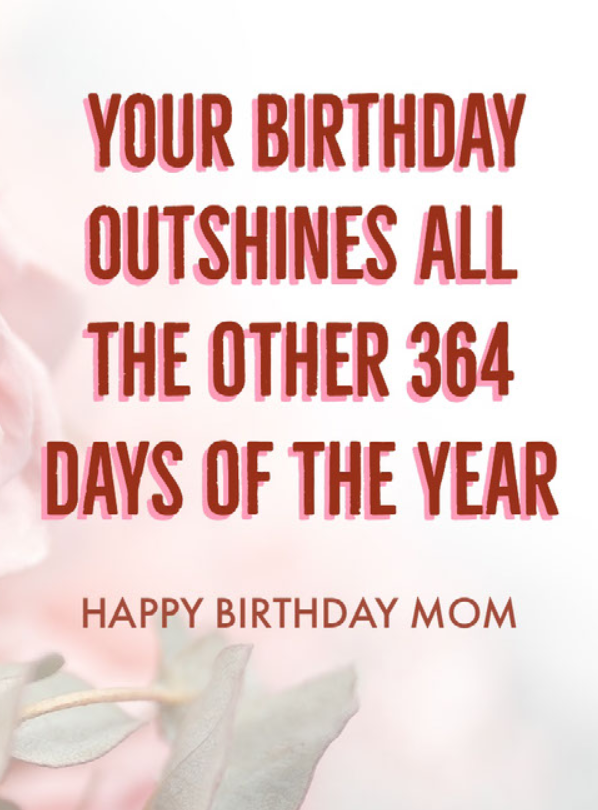 YOUR BIRTHDAY
OUTSHINES ALL
THE OTHER 364
DAYS OF THE YEAR
HAPPY BIRTHDAY MOM